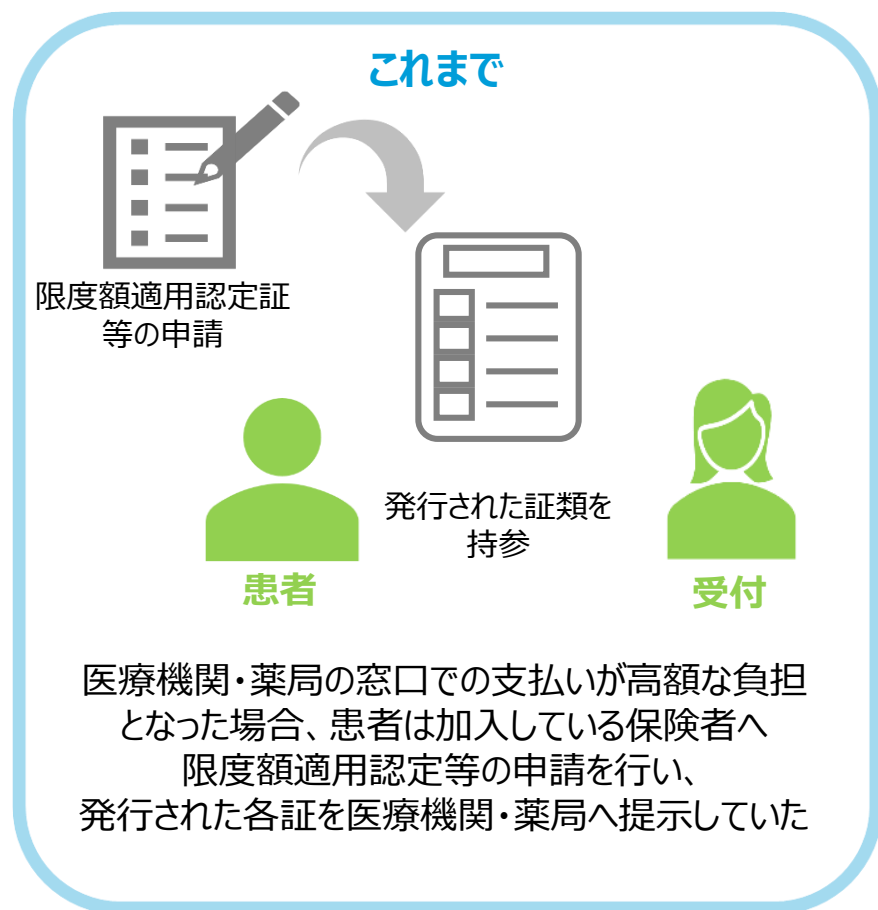 これまで
限度額適用認定証
等の申請
発行された証類を
持参
患者
受付
医療機関・薬局の窓口での支払いが高額な負担
となった場合、患者は加入している保険者へ
限度額適用認定等の申請を行い、
発行された各証を医療機関・薬局へ提示していた